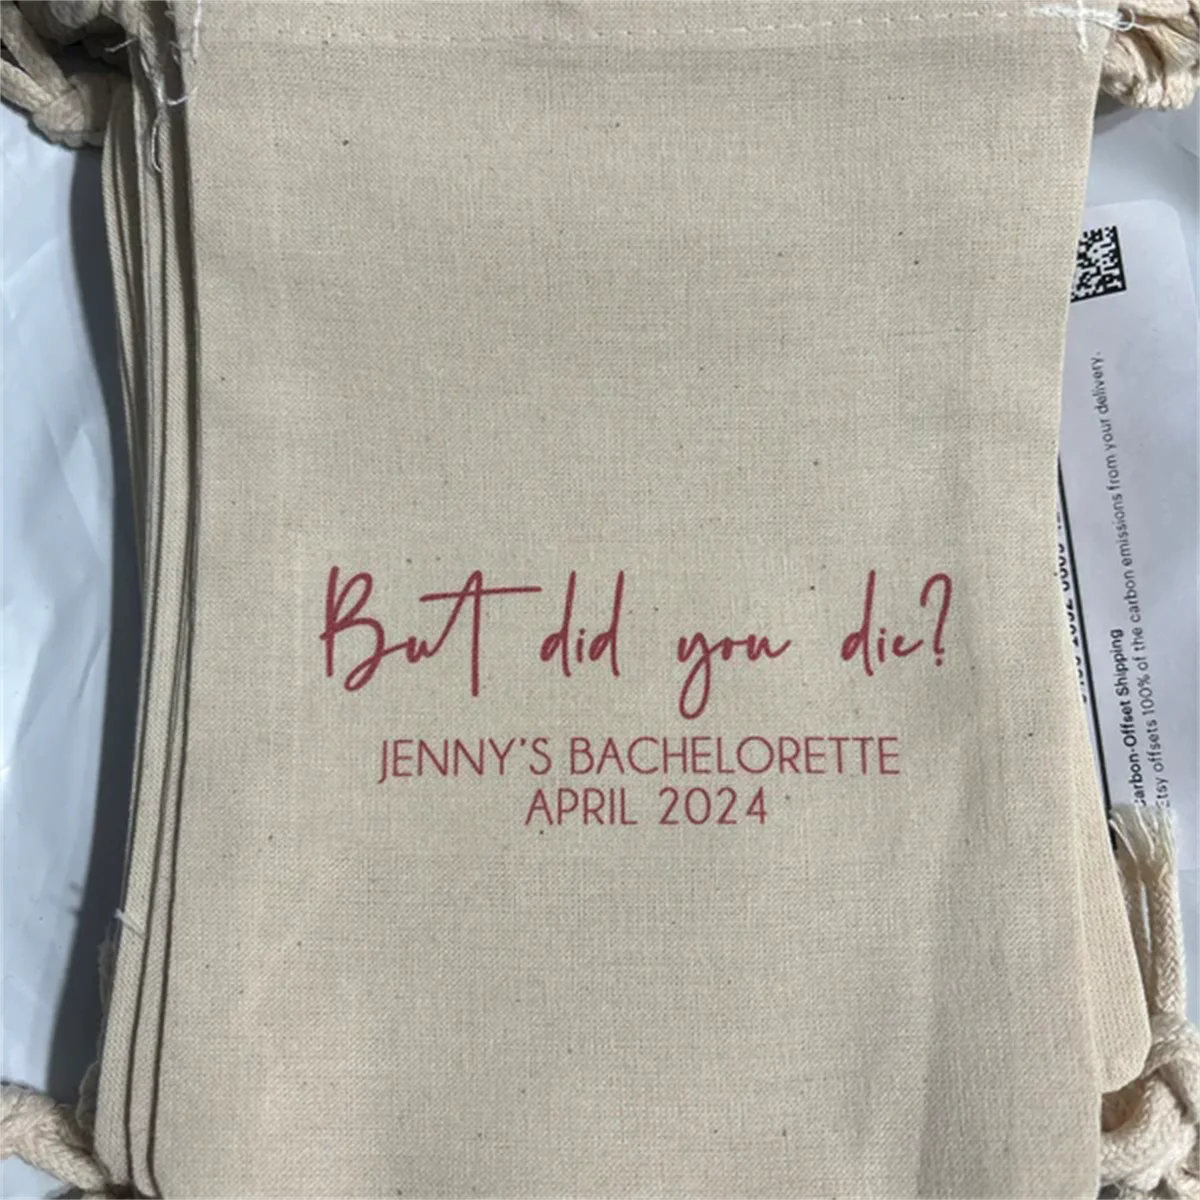 But did you die?
JENNY'S BACHELORETTE
APRIL 2024
Carbon-Offset Shipping
Etsy offsets 100% of the carbon emissions from your delivery.